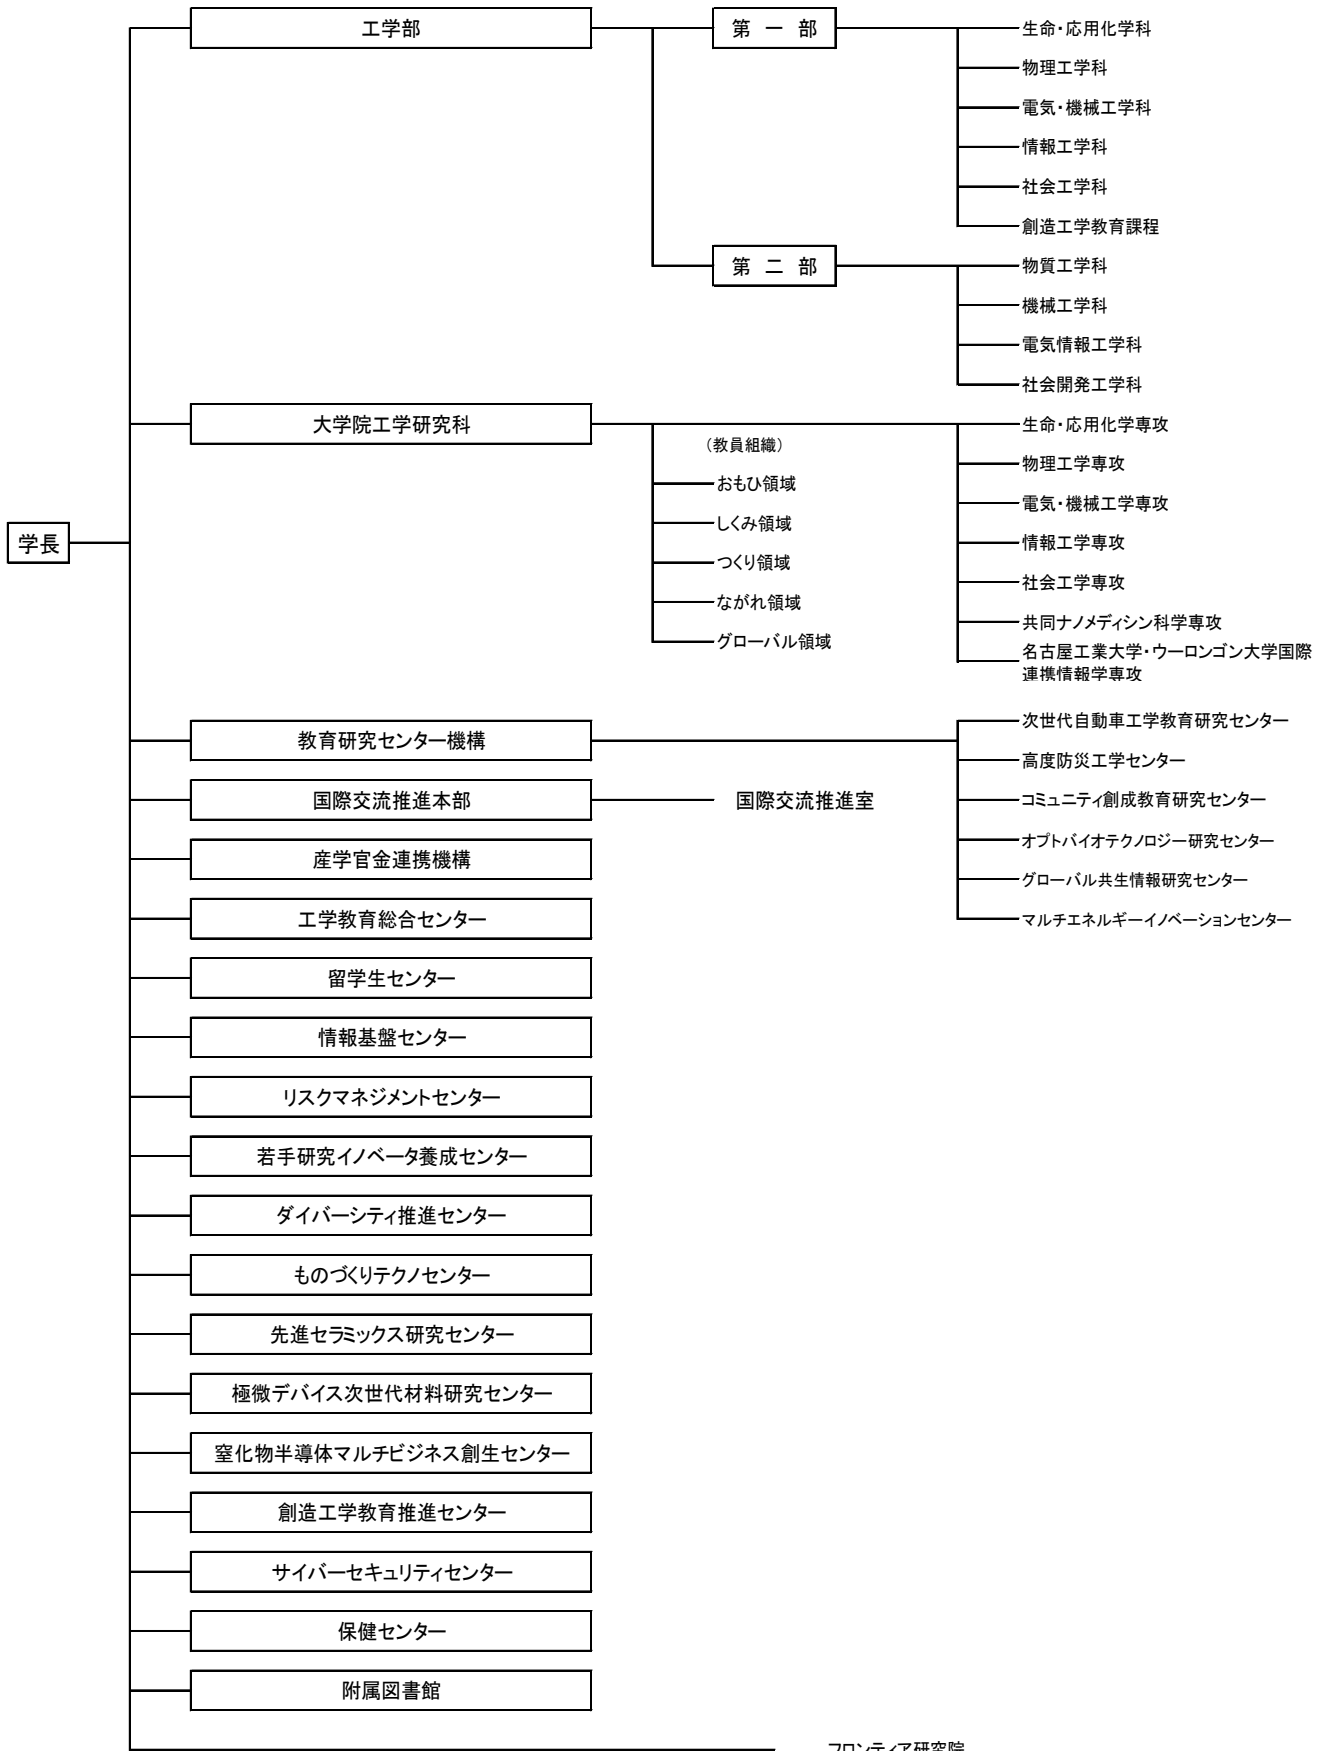 工学部
第 一 部
生命・応用化学科
物理工学科
電気・機械工学科
情報工学科
社会工学科
創造工学教育課程
第 二 部
物質工学科
機械工学科
電気情報工学科
社会開発工学科
大学院工学研究科
(教員組織)
おもひ領域
しくみ領域
つくり領域
ながれ領域
グローバル領域
生命・応用化学専攻
物理工学専攻
電気・機械工学専攻
情報工学専攻
社会工学専攻
共同ナノメディシン科学専攻
名古屋工業大学・ウーロンゴン大学国際
連携情報学専攻
学長
教育研究センター機構
次世代自動車工学教育研究センター
高度防災工学センター
コミュニティ創成教育研究センター
オプトバイオテクノロジー研究センター
グローバル共生情報研究センター
マルチエネルギーイノベーションセンター
国際交流推進本部
国際交流推進室
産学官金連携機構
工学教育総合センター
留学生センター
情報基盤センター
リスクマネジメントセンター
若手研究イノベータ養成センター
ダイバーシティ推進センター
ものづくりテクノセンター
先進セラミックス研究センター
極微デバイス次世代材料研究センター
窒化物半導体マルチビジネス創生センター
創造工学教育推進センター
サイバーセキュリティセンター
保健センター
附属図書館
フロンティア研究院